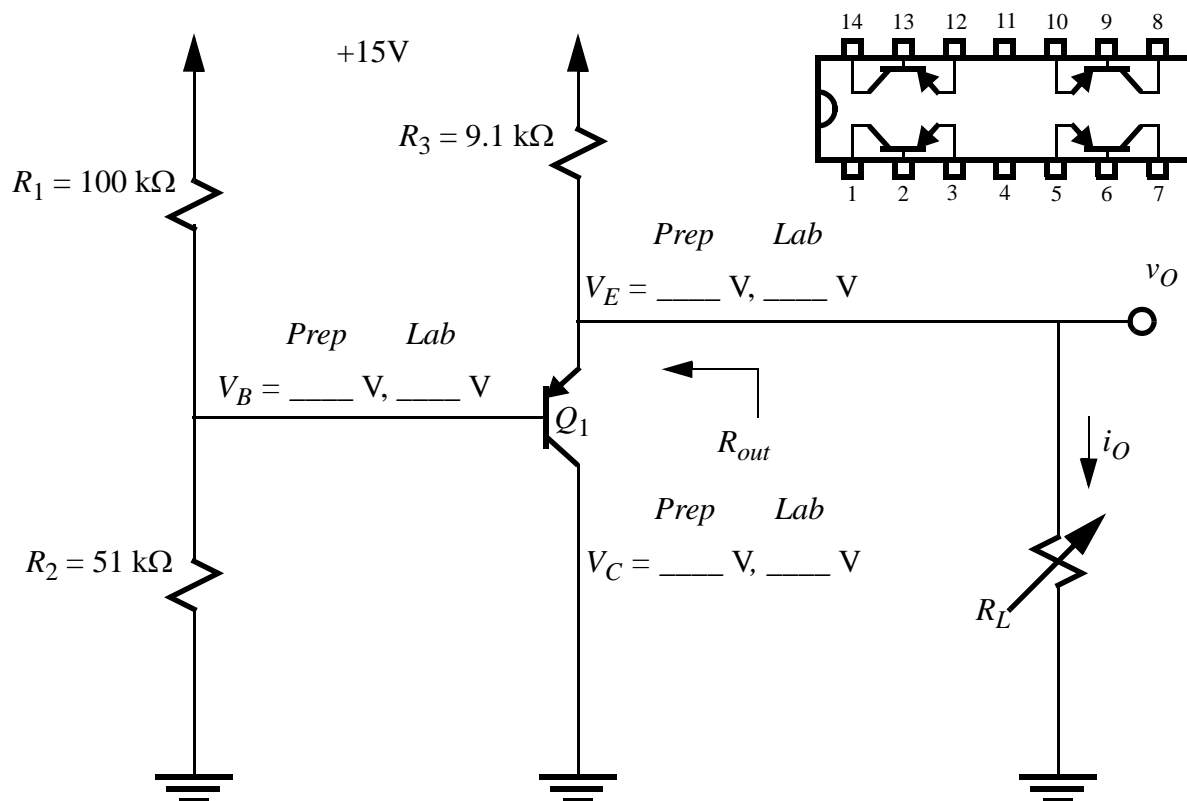 14 13 12 11 10 9 8
+15V
R3 = 9.1 kΩ
R1 = 100 kΩ
1 2 3 4 5 6 7
Prep Lab
VE = ____ V, ____ V
vO
Prep Lab
VB = ____ V, ____ V
Q1
Rout
iO
Prep Lab
VC = ____ V, ____ V
R2 = 51 kΩ
RL